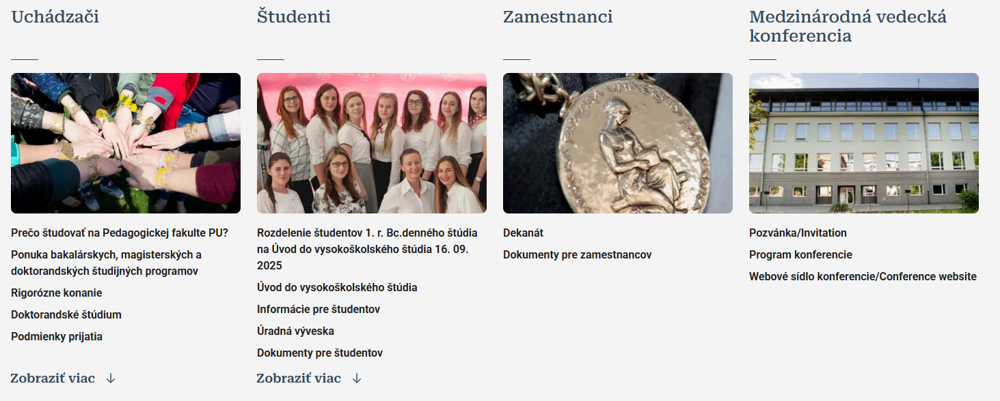 Uchádzači
Prečo študovať na Pedagogickej fakulte PU?
Ponuka bakalárskych, magisterských a
doktorandských študijných programov
Rigorózne konanie
Doktorandské štúdium
Podmienky prijatia
Zobraziť viac
Študenti
Rozdelenie študentov 1. r. Bc.denného štúdia
na Úvod do vysokoškolského štúdia 16. 09.
2025
Úvod do vysokoškolského štúdia
Informácie pre študentov
Úradná výveska
Dokumenty pre študentov
Zobraziť viac
Zamestnanci
Dekanát
Dokumenty pre zamestnancov
Medzinárodná vedecká
konferencia
Pozvánka/Invitation
Program konferencie
Webové sídlo konferencie/Conference website